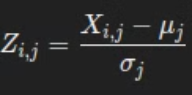 Z_{i,j} = \frac{X_{i,j} - \mu_j}{\sigma_j}